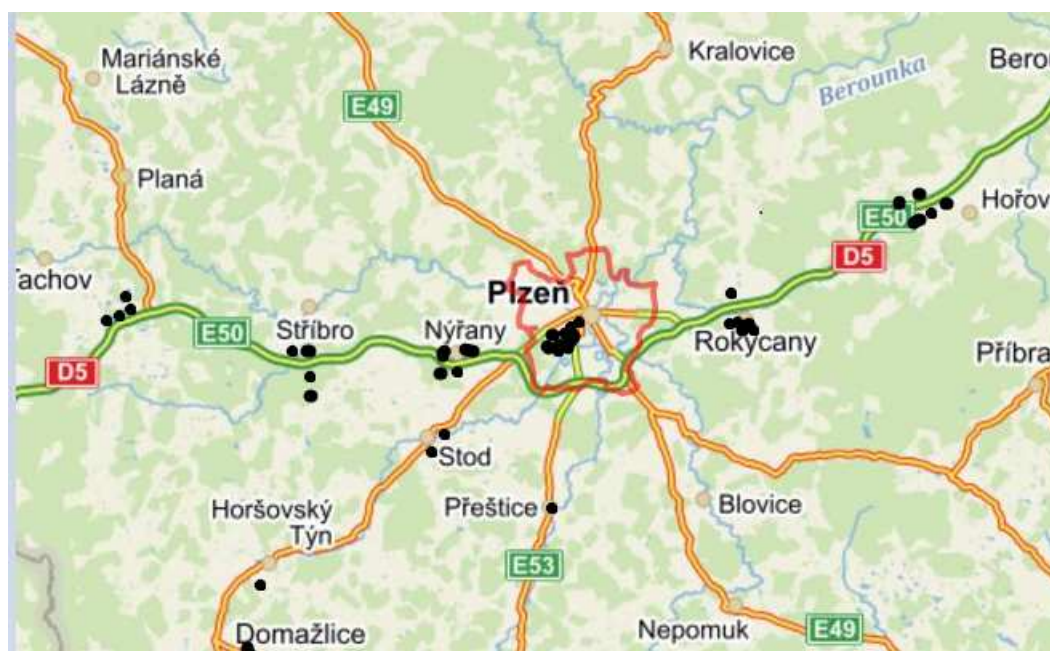 Mariánské
Lázně
Kralovice
Berou
E49
Berounka
Planá
Hořov
E50
D5
Tachov
Plzeň
E50
Stříbro
Nýřany
Rokycany
D5
Příbra
Stod
Horšovský
Týn
Přeštice
Blovice
E53
Domažlice
Nepomuk
E49